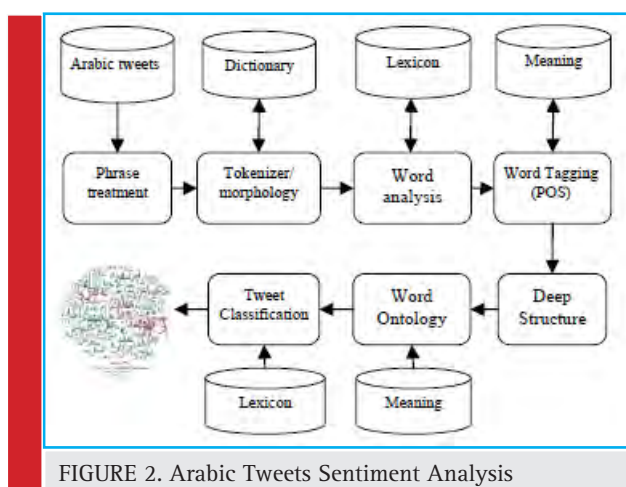 Arabic tweets
Dictionary
Lexicon
Meaning
Phrase
treatment
Tokenizer/
morphology
Word
analysis
Word Tagging
(POS)
Tweet
Classification
Word
Ontology
Deep
Structure
Lexicon
Meaning
FIGURE 2. Arabic Tweets Sentiment Analysis